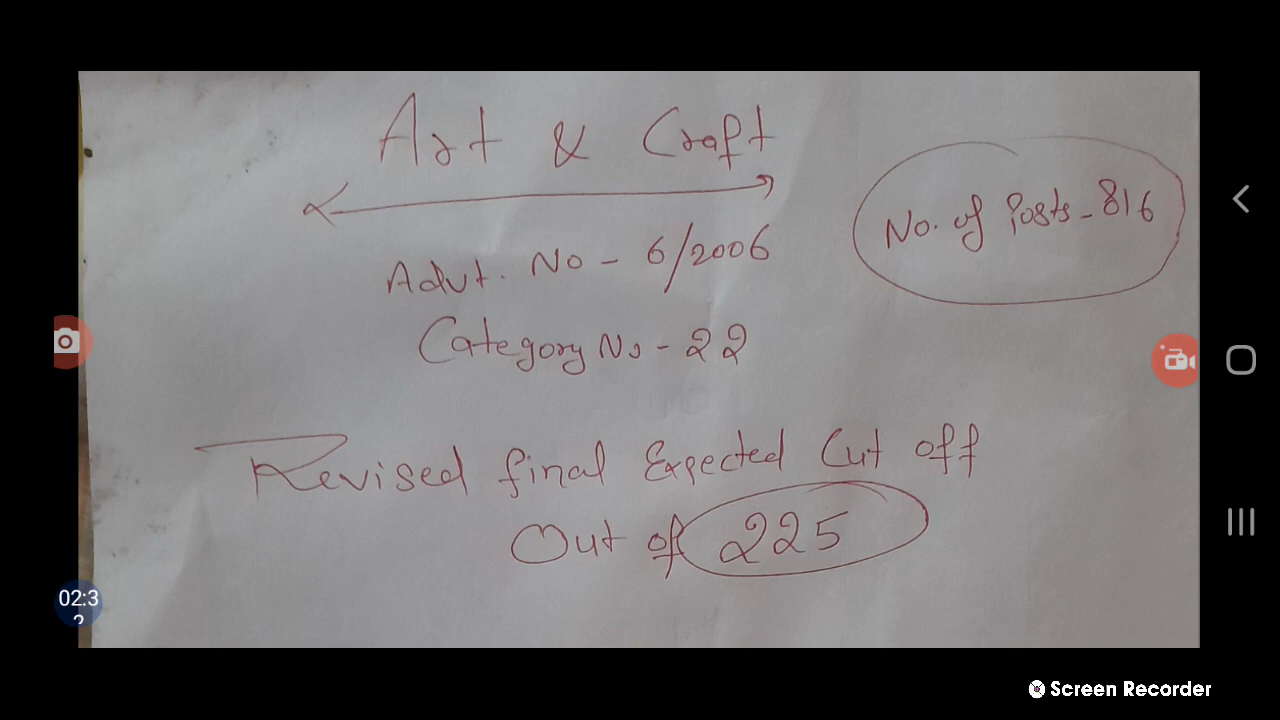 Art & Craft
No. of Posts - 816
Advt. No - 6/2006
Category No - 22
Revised final Expected Cut off
Out of 225
02:3
Screen Recorder